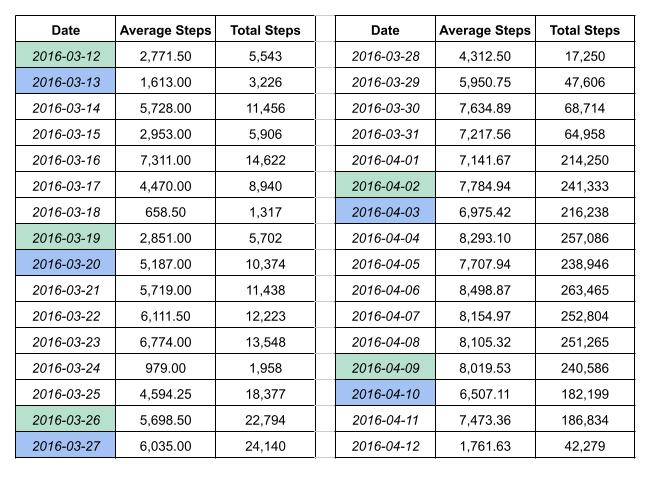 Date Average Steps Total Steps Date Average Steps Total Steps
2016-03-12 2,771.50 5,543 2016-03-28 4,312.50 17,250
2016-03-13 1,613.00 3,226 2016-03-29 5,950.75 47,606
2016-03-14 5,728.00 11,456 2016-03-30 7,634.89 68,714
2016-03-15 2,953.00 5,906 2016-03-31 7,217.56 64,958
2016-03-16 7,311.00 14,622 2016-04-01 7,141.67 214,250
2016-03-17 4,470.00 8,940 2016-04-02 7,784.94 241,333
2016-03-18 658.50 1,317 2016-04-03 6,975.42 216,238
2016-03-19 2,851.00 5,702 2016-04-04 8,293.10 257,086
2016-03-20 5,187.00 10,374 2016-04-05 7,707.94 238,946
2016-03-21 5,719.00 11,438 2016-04-06 8,498.87 263,465
2016-03-22 6,111.50 12,223 2016-04-07 8,154.97 252,804
2016-03-23 6,774.00 13,548 2016-04-08 8,105.32 251,265
2016-03-24 979.00 1,958 2016-04-09 8,019.53 240,586
2016-03-25 4,594.25 18,377 2016-04-10 6,507.11 182,199
2016-03-26 5,698.50 22,794 2016-04-11 7,473.36 186,834
2016-03-27 6,035.00 24,140 2016-04-12 1,761.63 42,279